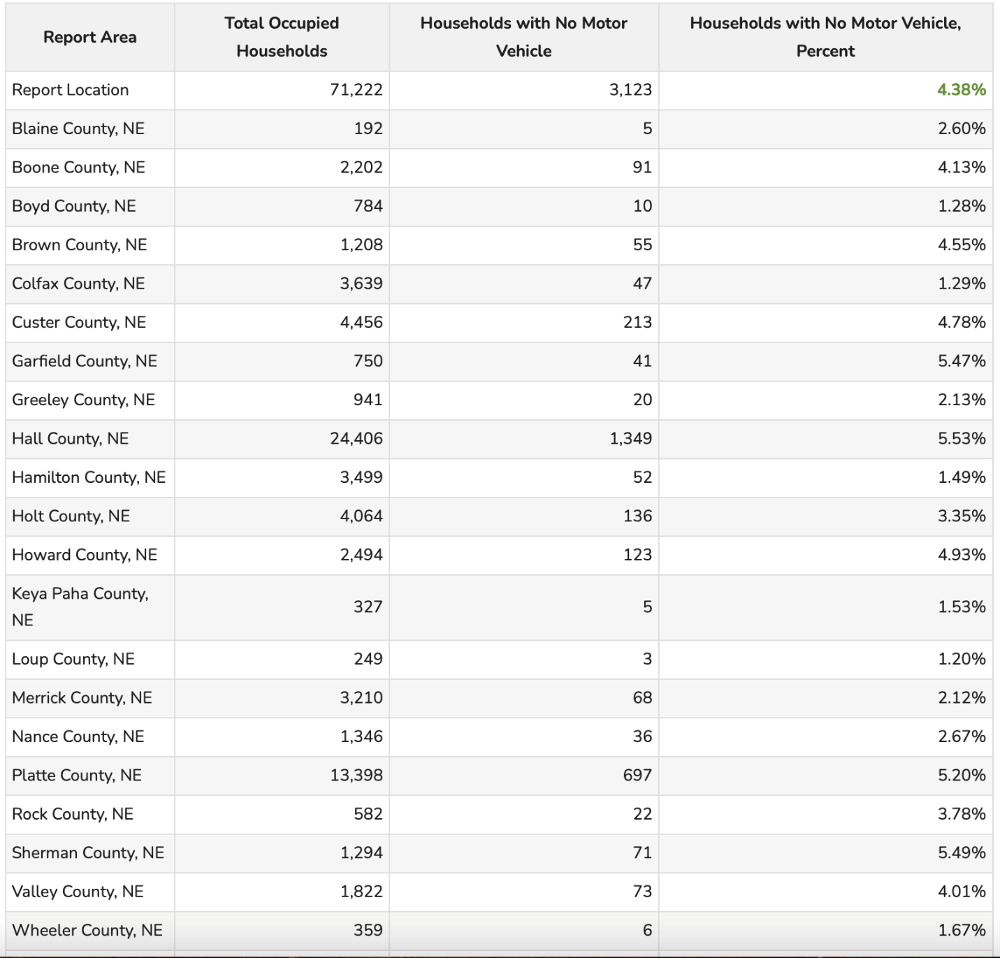 Report Area | Total Occupied Households | Households with No Motor Vehicle | Households with No Motor Vehicle, Percent
Report Location | 71,222 | 3,123 | 4.38%
Blaine County, NE | 192 | 5 | 2.60%
Boone County, NE | 2,202 | 91 | 4.13%
Boyd County, NE | 784 | 10 | 1.28%
Brown County, NE | 1,208 | 55 | 4.55%
Colfax County, NE | 3,639 | 47 | 1.29%
Custer County, NE | 4,456 | 213 | 4.78%
Garfield County, NE | 750 | 41 | 5.47%
Greeley County, NE | 941 | 20 | 2.13%
Hall County, NE | 24,406 | 1,349 | 5.53%
Hamilton County, NE | 3,499 | 52 | 1.49%
Holt County, NE | 4,064 | 136 | 3.35%
Howard County, NE | 2,494 | 123 | 4.93%
Keya Paha County, NE | 327 | 5 | 1.53%
Loup County, NE | 249 | 3 | 1.20%
Merrick County, NE | 3,210 | 68 | 2.12%
Nance County, NE | 1,346 | 36 | 2.67%
Platte County, NE | 13,398 | 697 | 5.20%
Rock County, NE | 582 | 22 | 3.78%
Sherman County, NE | 1,294 | 71 | 5.49%
Valley County, NE | 1,822 | 73 | 4.01%
Wheeler County, NE | 359 | 6 | 1.67%